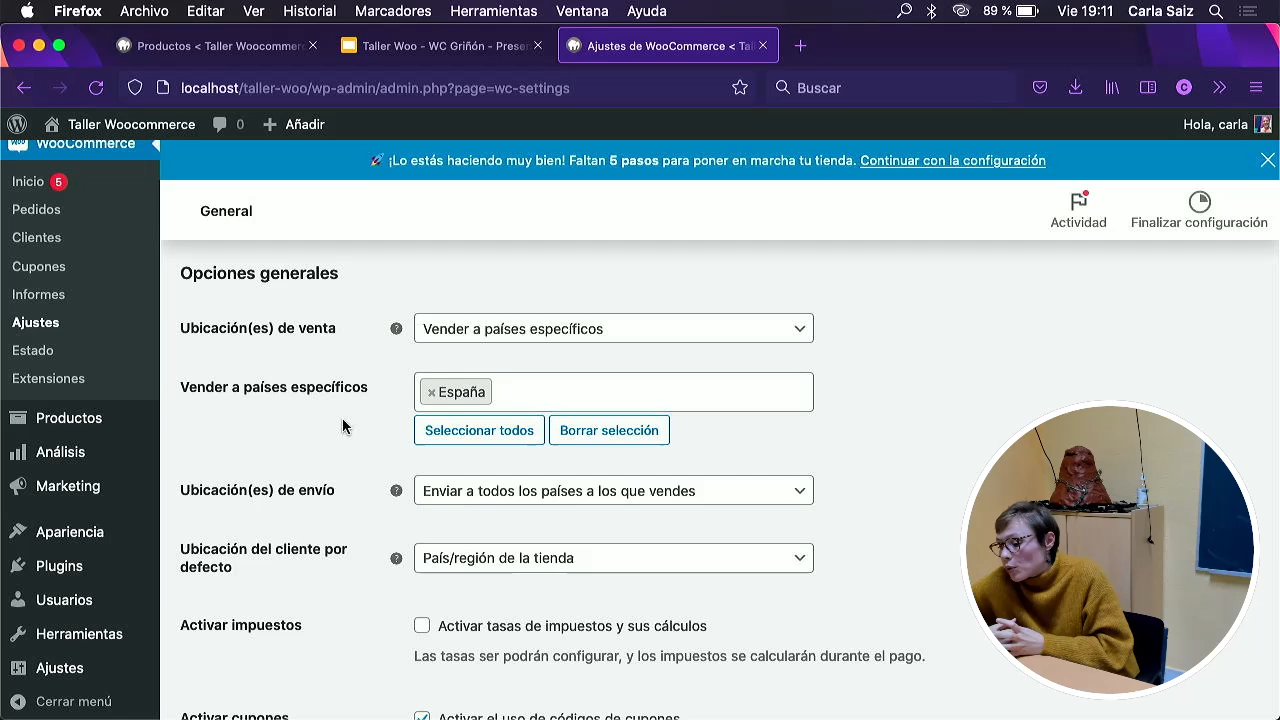 Firefox Archivo Editar Ver Historial Marcadores Herramientas Ventana Ayuda 89 % Vie 19:11 Carla Saiz
Productos < Taller Woocommerc
Taller Woo - WC Griñón - Presen
Ajustes de WooCommerce < Tal
localhost/taller-woo/wp-admin/admin.php?page=wc-settings
Buscar
Taller Woocommerce 0 Añadir Hola, carla
WooCommerce
¡Lo estás haciendo muy bien! Faltan 5 pasos para poner en marcha tu tienda. Continuar con la configuración
Inicio 5
Pedidos
Clientes
Cupones
Informes
Ajustes
Estado
Extensiones
Productos
Análisis
Marketing
Apariencia
Plugins
Usuarios
Herramientas
Ajustes
Cerrar menú
General
Actividad
Finalizar configuración
Opciones generales
Ubicación(es) de venta
Vender a países específicos
Vender a países específicos
× España
Seleccionar todos Borrar selección
Ubicación(es) de envío
Enviar a todos los países a los que vendes
Ubicación del cliente por
defecto
País/región de la tienda
Activar impuestos
Activar tasas de impuestos y sus cálculos
Las tasas ser podrán configurar, y los impuestos se calcularán durante el pago.
Activar cupones
Activar el uso de códigos de cupones